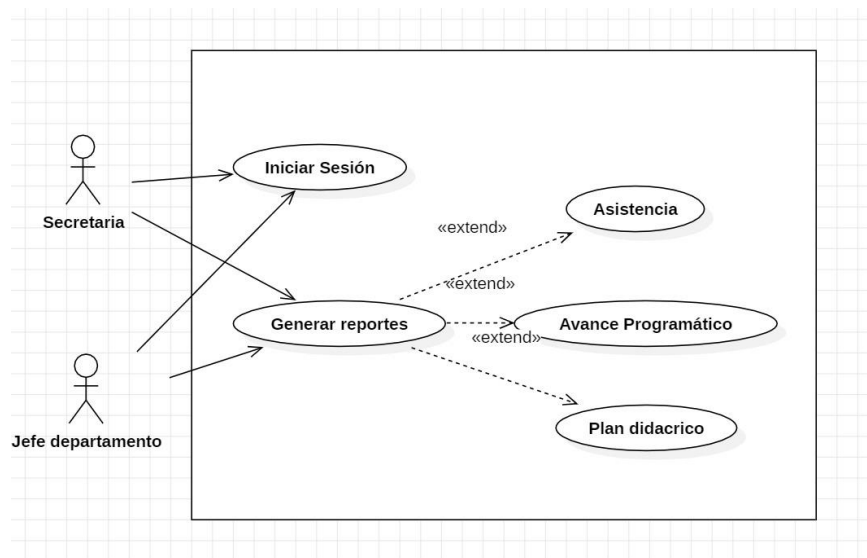 Iniciar Sesión
Secretaria
Asistencia
«extend»
«extend»
Generar reportes
Avance Programático
«extend»
Jefe departamento
Plan didacrico